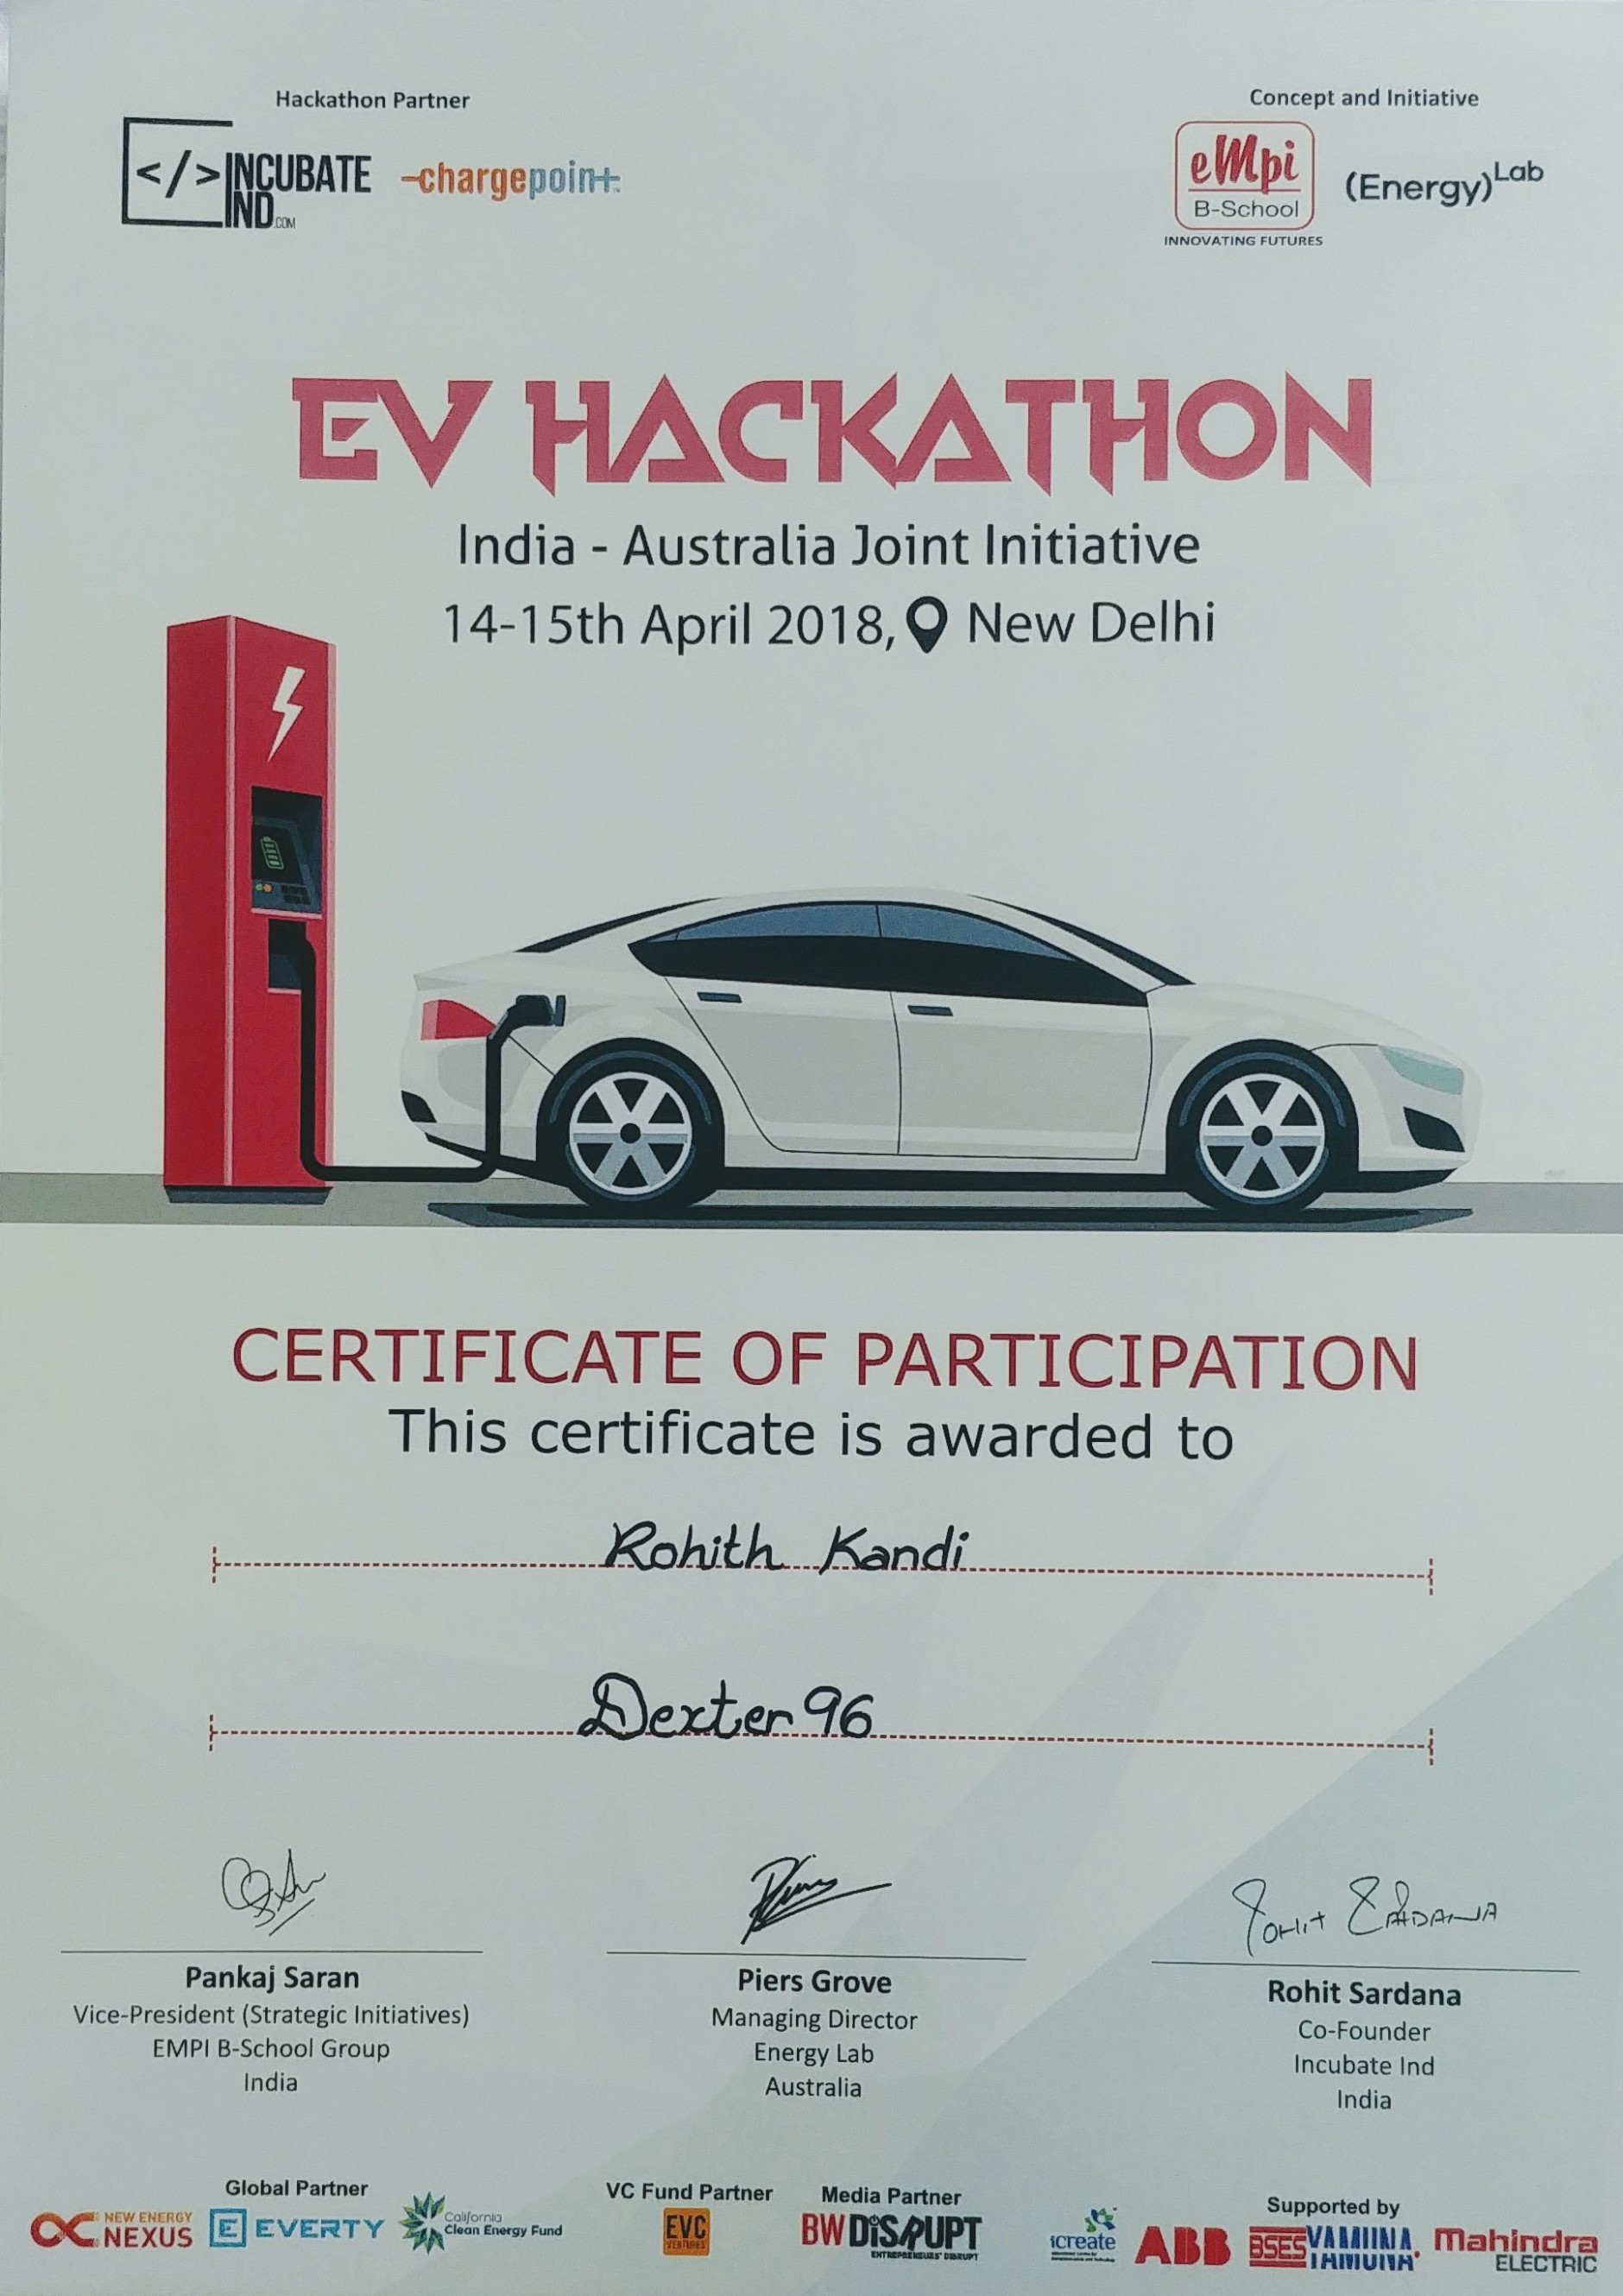 Hackathon Partner
</>INCUBATE
IND.COM
chargepoin+
Concept and Initiative
eMpi
B-School
INNOVATING FUTURES
(Energy)Lab
EV HACKATHON
India - Australia Joint Initiative
14-15th April 2018, New Delhi
CERTIFICATE OF PARTICIPATION
This certificate is awarded to
Rohith Kandi
Dexter 96
ROHIT SARDANA
Pankaj Saran
Vice-President (Strategic Initiatives)
EMPI B-School Group
India
Piers Grove
Managing Director
Energy Lab
Australia
Rohit Sardana
Co-Founder
Incubate Ind
India
Global Partner
NEW ENERGY
NEXUS
E EVERTY
California
Clean Energy Fund
VC Fund Partner
EVC
VENTURES
Media Partner
BW DiSRUPT
Supported by
icreate
ABB
BSES YAMUNA
Mahindra
ELECTRIC